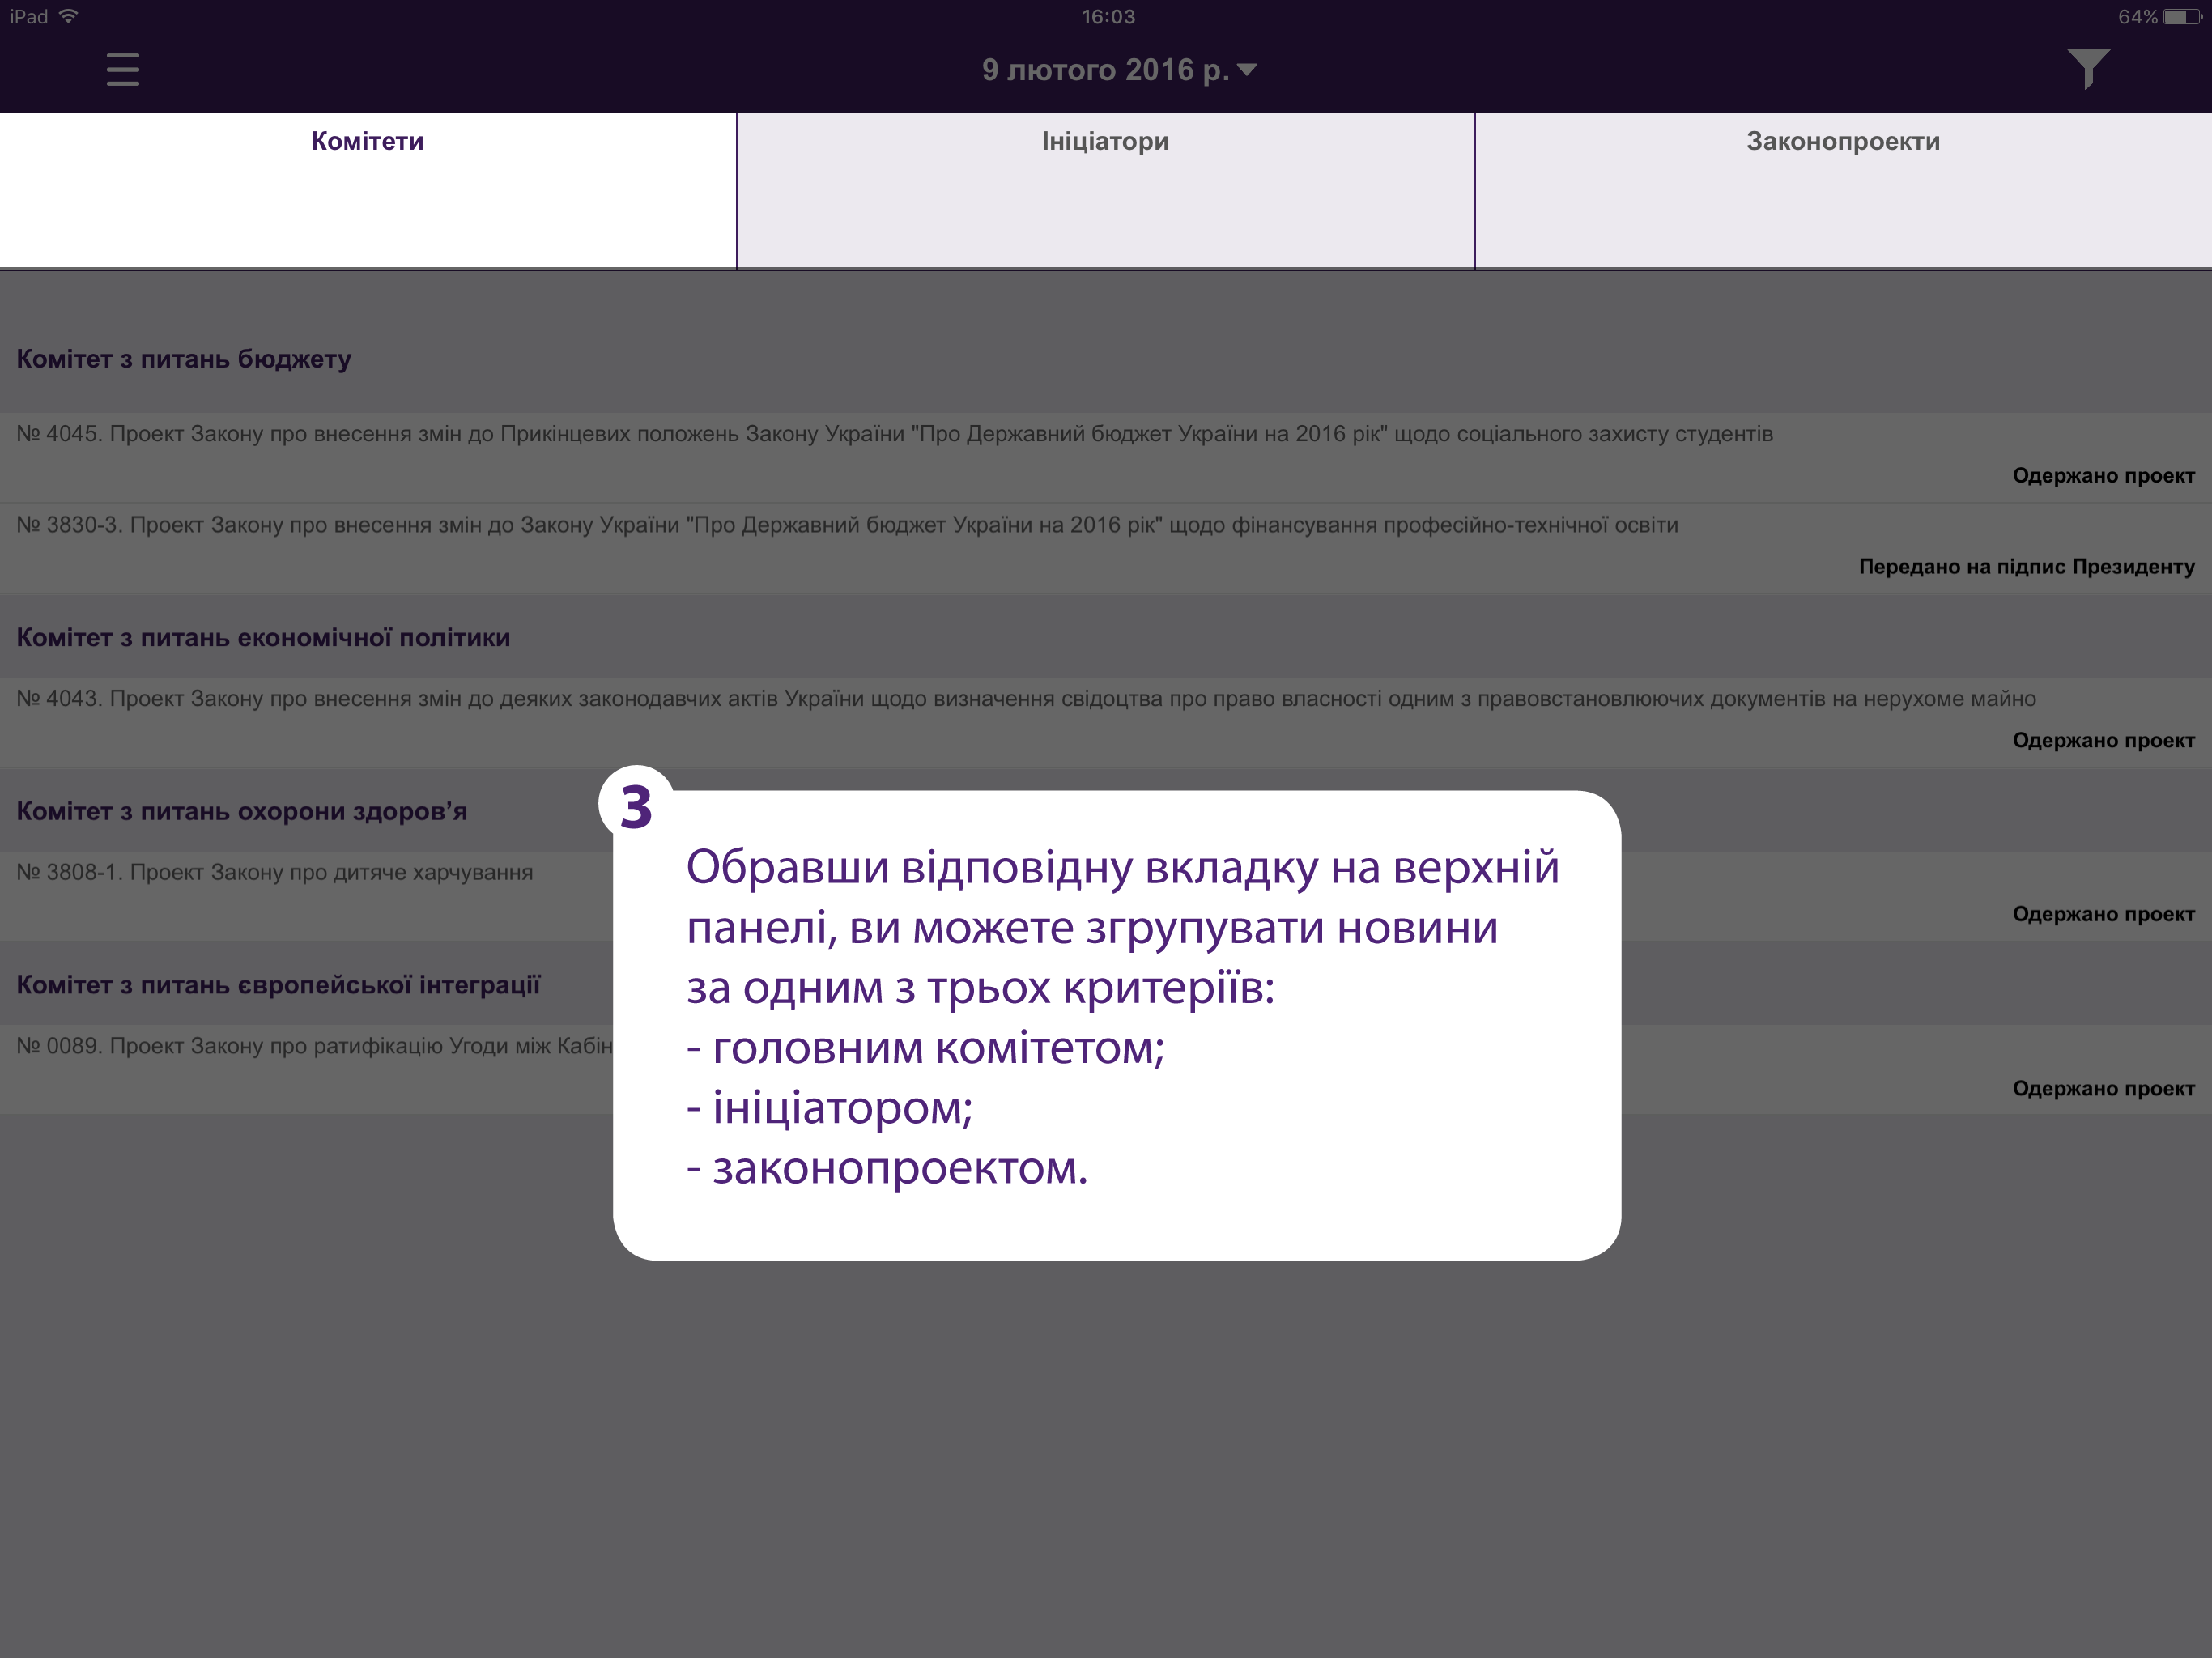 iPad 16:03 64%
9 лютого 2016 р.
Комітети Ініціатори Законопроекти
Комітет з питань бюджету
№ 4045. Проект Закону про внесення змін до Прикінцевих положень Закону України "Про Державний бюджет України на 2016 рік" щодо соціального захисту студентів
Одержано проект
№ 3830-3. Проект Закону про внесення змін до Закону України "Про Державний бюджет України на 2016 рік" щодо фінансування професійно-технічної освіти
Передано на підпис Президенту
Комітет з питань економічної політики
№ 4043. Проект Закону про внесення змін до деяких законодавчих актів України щодо визначення свідоцтва про право власності одним з правовстановлюючих документів на нерухоме майно
Одержано проект
Комітет з питань охорони здоров’я
№ 3808-1. Проект Закону про дитяче харчування
Одержано проект
Комітет з питань європейської інтеграції
№ 0089. Проект Закону про ратифікацію Угоди між Кабін
Одержано проект
3
Обравши відповідну вкладку на верхній
панелі, ви можете згрупувати новини
за одним з трьох критеріїв:
- головним комітетом;
- ініціатором;
- законопроектом.